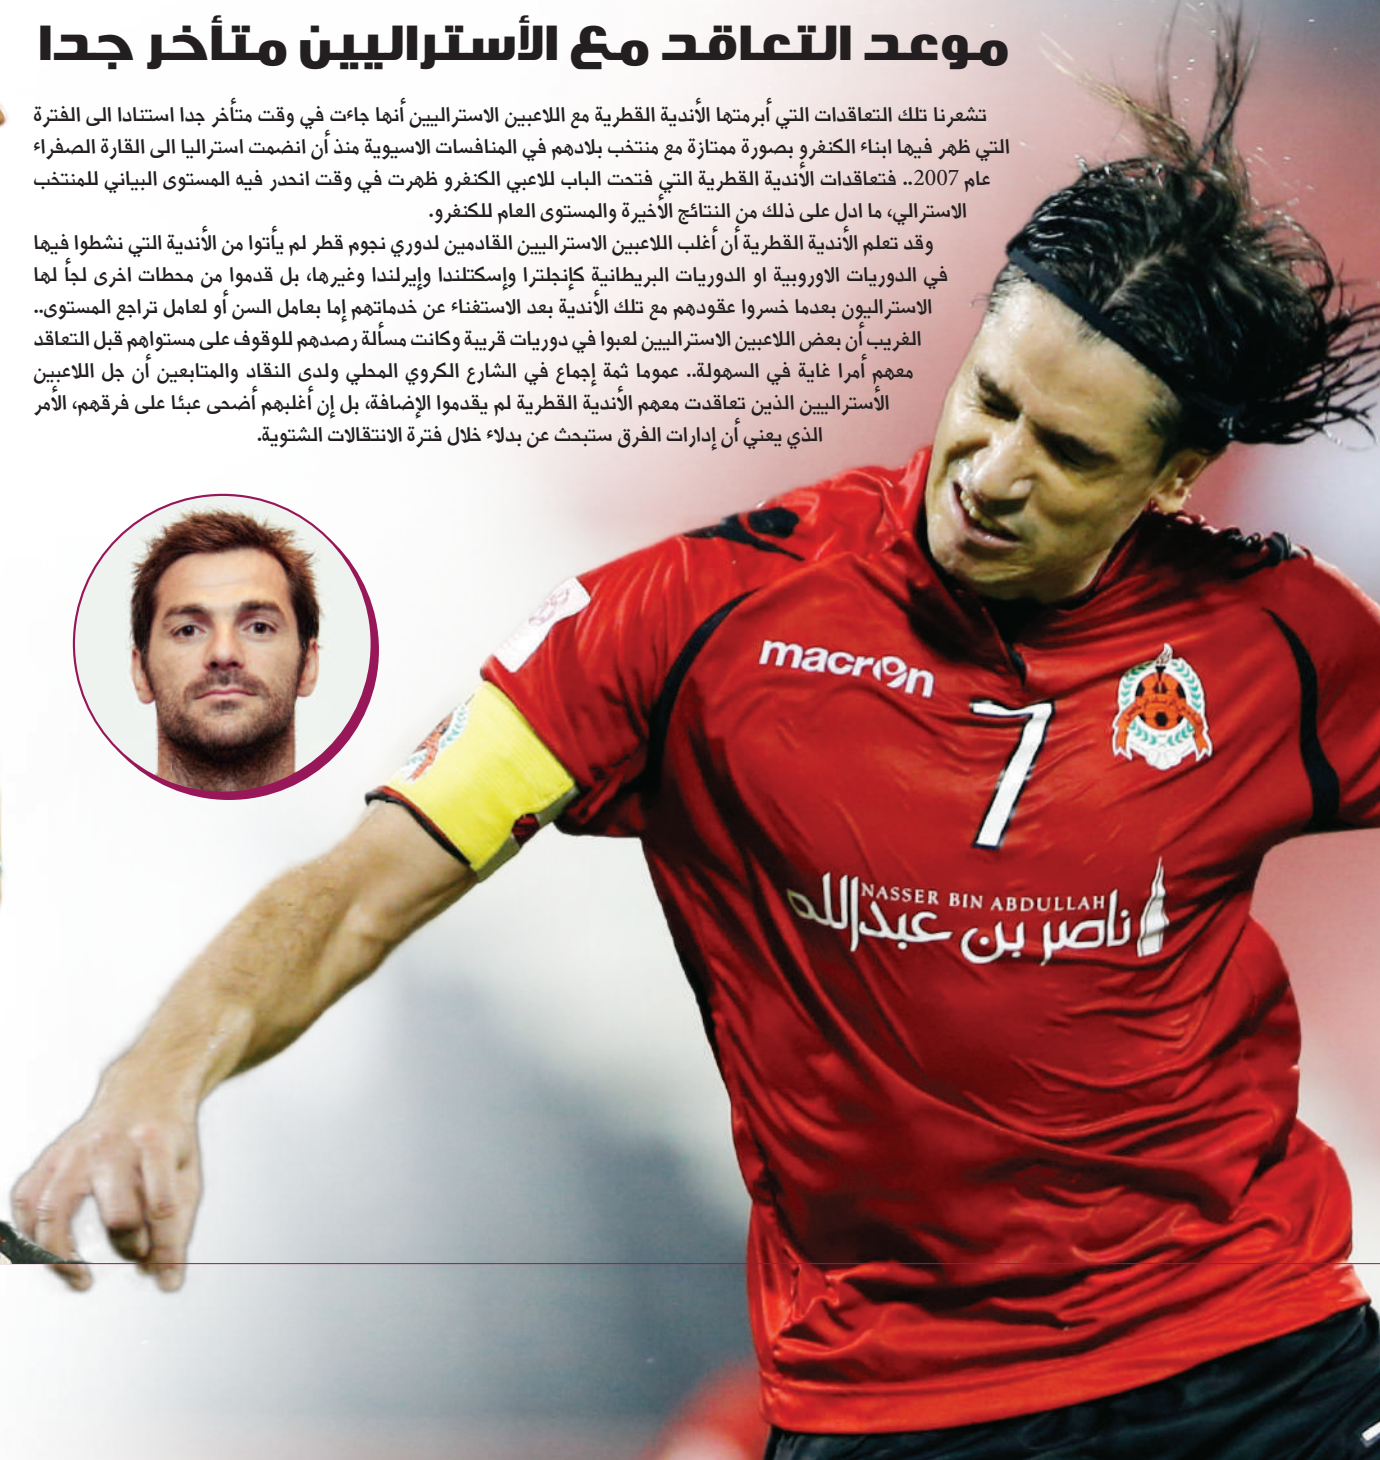 موعد التعاقد مع الأستراليين متأخر جدا
تشعرنا تلك التعاقدات التي أبرمتها الأندية القطرية مع اللاعبين الاستراليين أنها جاءت في وقت متأخر جدا استنادا الى الفترة
التي ظهر فيها ابناء الكنغرو بصورة ممتازة مع منتخب بلادهم في المنافسات الاسيوية منذ أن انضمت استراليا الى القارة الصفراء
عام 2007.. فتعاقدات الأندية القطرية التي فتحت الباب للاعبي الكنغرو ظهرت في وقت انحدر فيه المستوى البياني للمنتخب
الاسترالي، ما ادل على ذلك من النتائج الأخيرة والمستوى العام للكنغرو.
وقد تعلم الأندية القطرية أن أغلب اللاعبين الاستراليين القادمين لدوري نجوم قطر لم يأتوا من الأندية التي نشطوا فيها
في الدوريات الاوروبية او الدوريات البريطانية كإنجلترا وإسكتلندا وإيرلندا وغيرها، بل قدموا من محطات اخرى لجأ لها
الاستراليون بعدما خسروا عقودهم مع تلك الأندية بعد الاستغناء عن خدماتهم إما بعامل السن أو لعامل تراجع المستوى..
الغريب أن بعض اللاعبين الاستراليين لعبوا في دوريات قريبة وكانت مسألة رصدهم للوقوف على مستواهم قبل التعاقد
معهم أمرا غاية في السهولة.. عموما ثمة إجماع في الشارع الكروي المحلي ولدى النقاد والمتابعين أن جل اللاعبين
الأستراليين الذين تعاقدت معهم الأندية القطرية لم يقدموا الإضافة، بل إن أغلبهم أضحى عبئا على فرقهم، الأمر
الذي يعني أن إدارات الفرق ستبحث عن بدلاء خلال فترة الانتقالات الشتوية.
macron
7
NASSER BIN ABDULLAH
ناصر بن عبدالله